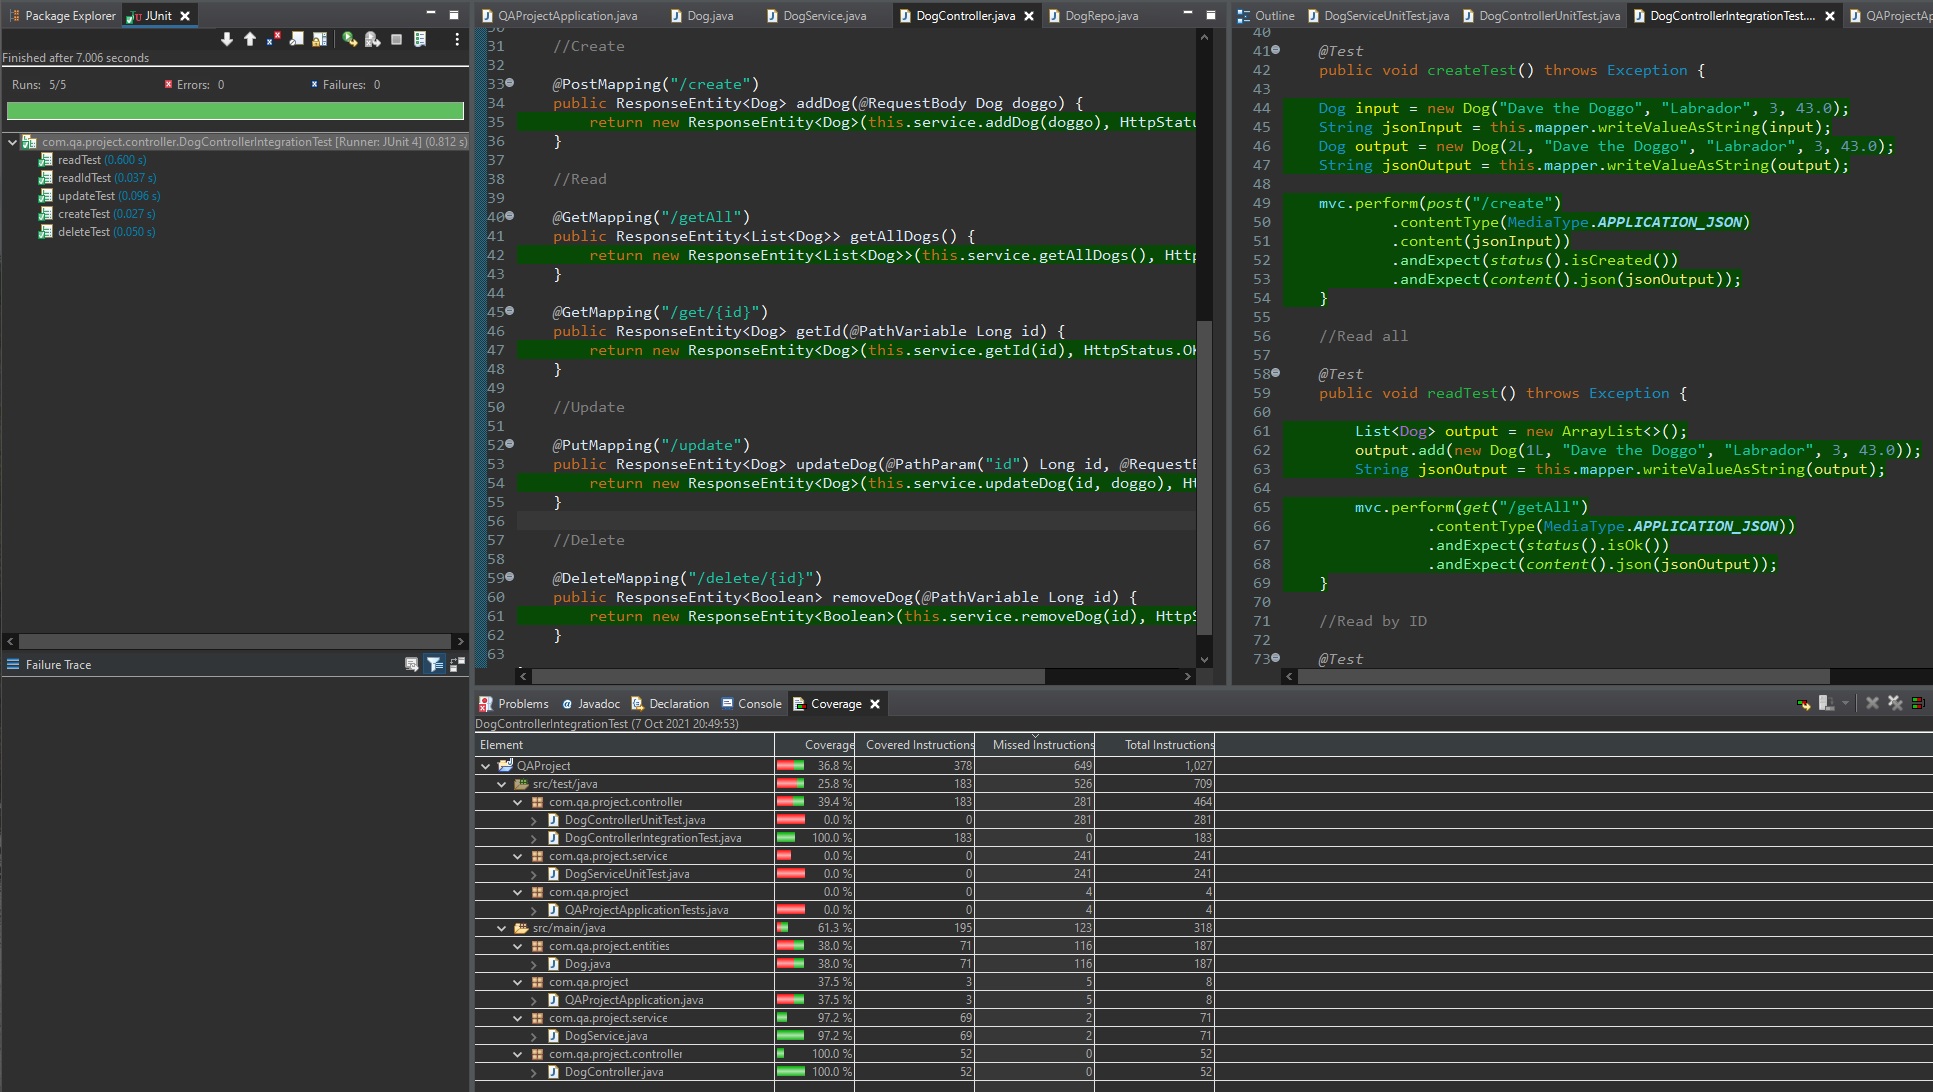 Package Explorer
JUnit
Finished after 7.006 seconds
Runs: 5/5
Errors: 0
Failures: 0
com.qa.project.controller.DogControllerIntegrationTest [Runner: JUnit 4] (0.812 s)
readTest (0.600 s)
readIdTest (0.037 s)
updateTest (0.096 s)
createTest (0.027 s)
deleteTest (0.050 s)
Failure Trace
QAProjectApplication.java
Dog.java
DogService.java
DogController.java
DogRepo.java
31 //Create
32
33 @PostMapping("/create")
34 public ResponseEntity<Dog> addDog(@RequestBody Dog doggo) {
35 return new ResponseEntity<Dog>(this.service.addDog(doggo), HttpStatu
36 }
37
38 //Read
39
40 @GetMapping("/getAll")
41 public ResponseEntity<List<Dog>> getAllDogs() {
42 return new ResponseEntity<List<Dog>>(this.service.getAllDogs(), Http
43 }
44
45 @GetMapping("/get/{id}")
46 public ResponseEntity<Dog> getId(@PathVariable Long id) {
47 return new ResponseEntity<Dog>(this.service.getId(id), HttpStatus.OK
48 }
49
50 //Update
51
52 @PutMapping("/update")
53 public ResponseEntity<Dog> updateDog(@PathParam("id") Long id, @RequestB
54 return new ResponseEntity<Dog>(this.service.updateDog(id, doggo), Ht
55 }
56
57 //Delete
58
59 @DeleteMapping("/delete/{id}")
60 public ResponseEntity<Boolean> removeDog(@PathVariable Long id) {
61 return new ResponseEntity<Boolean>(this.service.removeDog(id), HttpS
62 }
63
Outline
DogServiceUnitTest.java
DogControllerUnitTest.java
DogControllerIntegrationTest....
QAProjectAp
40
41 @Test
42 public void createTest() throws Exception {
43
44 Dog input = new Dog("Dave the Doggo", "Labrador", 3, 43.0);
45 String jsonInput = this.mapper.writeValueAsString(input);
46 Dog output = new Dog(2L, "Dave the Doggo", "Labrador", 3, 43.0);
47 String jsonOutput = this.mapper.writeValueAsString(output);
48
49 mvc.perform(post("/create")
50 .contentType(MediaType.APPLICATION_JSON)
51 .content(jsonInput))
52 .andExpect(status().isCreated())
53 .andExpect(content().json(jsonOutput));
54 }
55
56 //Read all
57
58 @Test
59 public void readTest() throws Exception {
60
61 List<Dog> output = new ArrayList<>();
62 output.add(new Dog(1L, "Dave the Doggo", "Labrador", 3, 43.0));
63 String jsonOutput = this.mapper.writeValueAsString(output);
64
65 mvc.perform(get("/getAll")
66 .contentType(MediaType.APPLICATION_JSON))
67 .andExpect(status().isOk())
68 .andExpect(content().json(jsonOutput));
69 }
70
71 //Read by ID
72
73 @Test
Problems
Javadoc
Declaration
Console
Coverage
DogControllerIntegrationTest (7 Oct 2021 20:49:53)
Element Coverage Covered Instructions Missed Instructions Total Instructions
QAProject 36.8 % 378 649 1,027
src/test/java 25.8 % 183 526 709
com.qa.project.controller 39.4 % 183 281 464
DogControllerUnitTest.java 0.0 % 0 281 281
DogControllerIntegrationTest.java 100.0 % 183 0 183
com.qa.project.service 0.0 % 0 241 241
DogServiceUnitTest.java 0.0 % 0 241 241
com.qa.project 0.0 % 0 4 4
QAProjectApplicationTests.java 0.0 % 0 4 4
src/main/java 61.3 % 195 123 318
com.qa.project.entities 38.0 % 71 116 187
Dog.java 38.0 % 71 116 187
com.qa.project 37.5 % 3 5 8
QAProjectApplication.java 37.5 % 3 5 8
com.qa.project.service 97.2 % 69 2 71
DogService.java 97.2 % 69 2 71
com.qa.project.controller 100.0 % 52 0 52
DogController.java 100.0 % 52 0 52